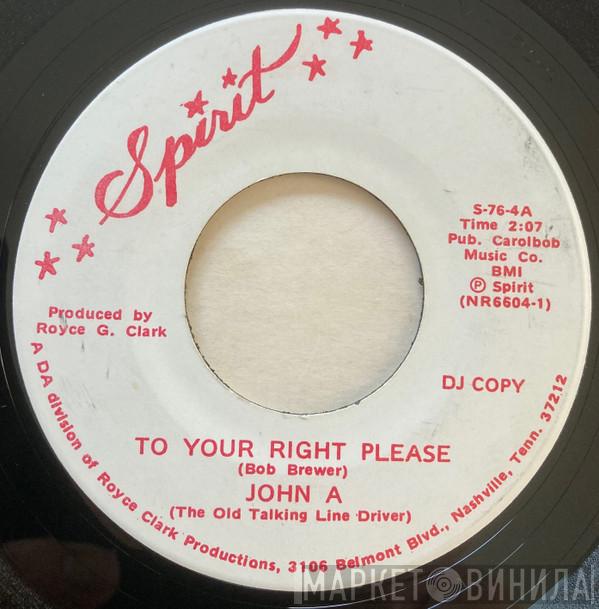 Spirit
S-76-4A
Time 2:07
Pub. Carolbob
Music Co.
BMI
Ⓟ Spirit
(NR6604-1)
Produced by
Royce G. Clark
DJ COPY
TO YOUR RIGHT PLEASE
(Bob Brewer)
JOHN A
(The Old Talking Line Driver)
A DA division of Royce Clark Productions, 3106 Belmont Blvd., Nashville, Tenn. 37212
МАРКЕТ ВИНИЛА